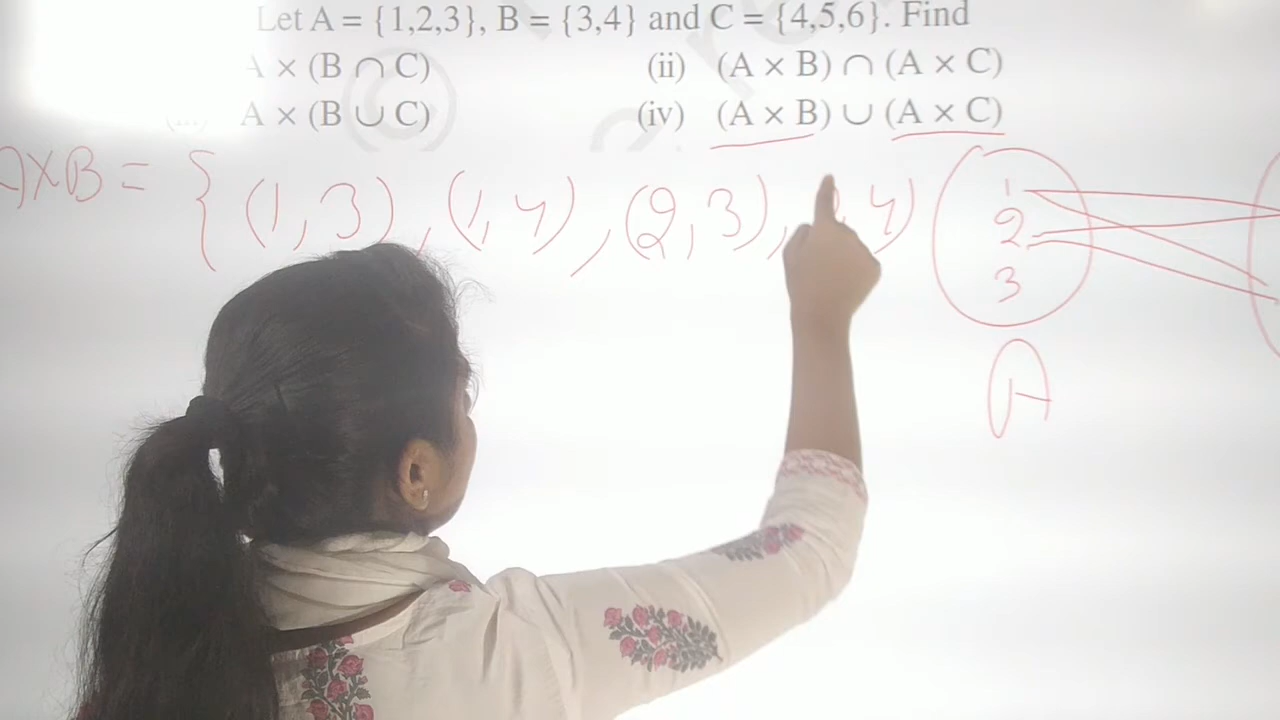 Let A = {1,2,3}, B = {3,4} and C = {4,5,6}. Find
A × (B ∩ C) (ii) (A × B) ∩ (A × C)
A × (B ∪ C) (iv) (A × B) ∪ (A × C)
A×B = { (1,3), (1,4), (2,3), , 4)
1
2
3
A